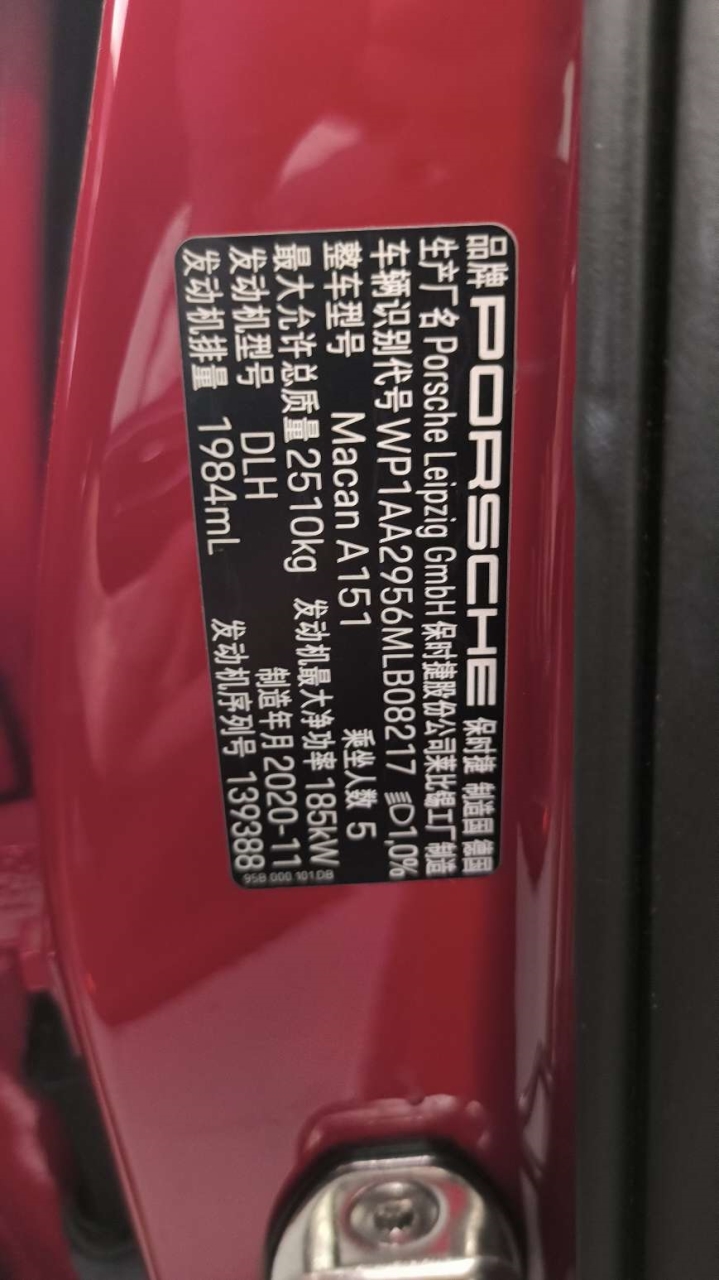 品牌 PORSCHE 保时捷 制造国 德国
生产厂名 Porsche Leipzig GmbH 保时捷股份公司莱比锡工厂 制造
车辆识别代号 WP1AA2956MLB08217 1,0%
整车型号 Macan A151 乘坐人数 5
最大允许总质量 2510kg 发动机最大净功率 185kW
发动机型号 DLH 制造年月 2020-11
发动机排量 1984mL 发动机序列号 139388
95B 000 101 DB